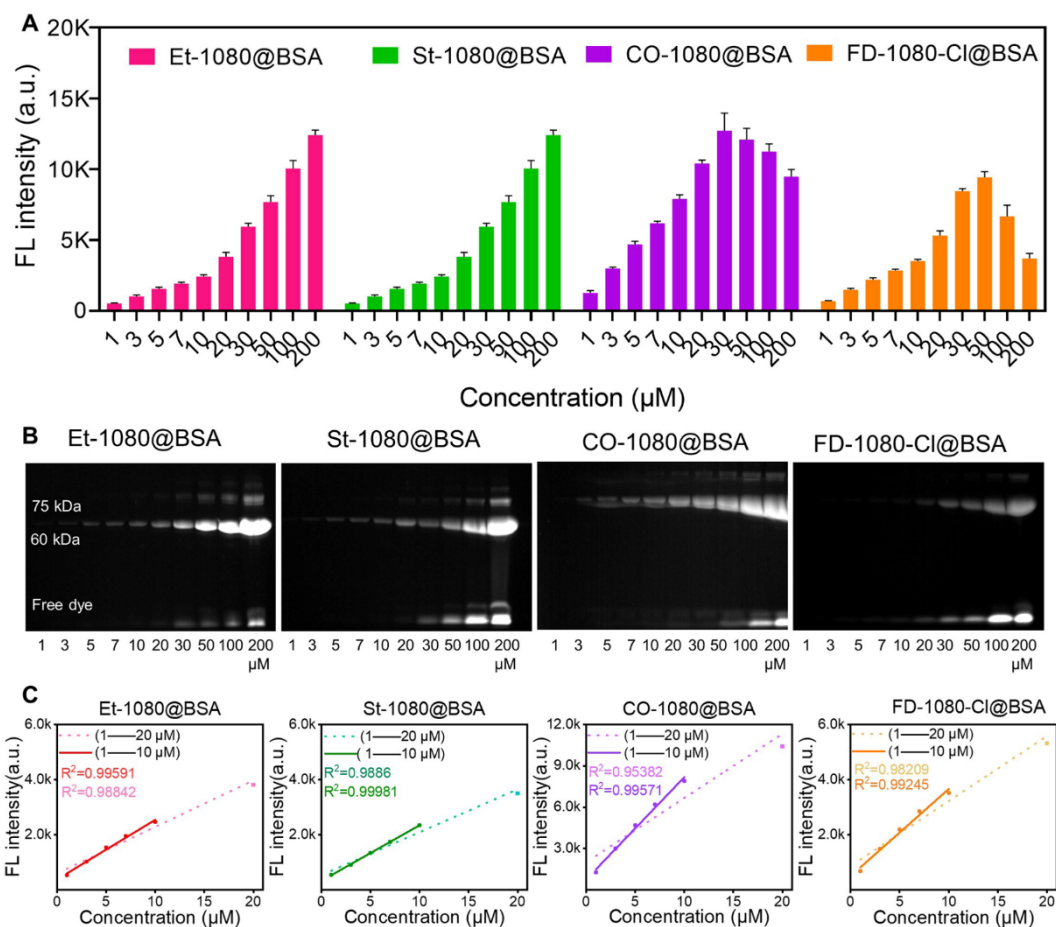 A
20K
15K
10K
5K
0
FL intensity (a.u.)
Et-1080@BSA St-1080@BSA CO-1080@BSA FD-1080-Cl@BSA
1 3 5 7 10 20 30 50 100 200 1 3 5 7 10 20 30 50 100 200 1 3 5 7 10 20 30 50 100 200 1 3 5 7 10 20 30 50 100 200
Concentration (µM)
B
Et-1080@BSA St-1080@BSA CO-1080@BSA FD-1080-Cl@BSA
75 kDa
60 kDa
Free dye
1 3 5 7 10 20 30 50 100 200 1 3 5 7 10 20 30 50 100 200 1 3 5 7 10 20 30 50 100 200 1 3 5 7 10 20 30 50 100 200
µM µM µM µM
C
Et-1080@BSA
6.0k
4.0k
2.0k
FL intensity(a.u.)
(1——20 µM)
(1——10 µM)
R²=0.99591
R²=0.98842
0 5 10 15 20
Concentration (µM)
St-1080@BSA
6.0k
4.0k
2.0k
FL intensity(a.u.)
(1——20 µM)
(1——10 µM)
R²=0.9886
R²=0.99981
0 5 10 15 20
Concentration (µM)
CO-1080@BSA
12.0k
9.0k
6.0k
3.0k
FL intensity(a.u.)
(1——20 µM)
(1——10 µM)
R²=0.95382
R²=0.99571
0 5 10 15 20
Concentration (µM)
FD-1080-Cl@BSA
6.0k
4.0k
2.0k
FL intensity(a.u.)
(1——20 µM)
(1——10 µM)
R²=0.98209
R²=0.99245
0 5 10 15 20
Concentration (µM)